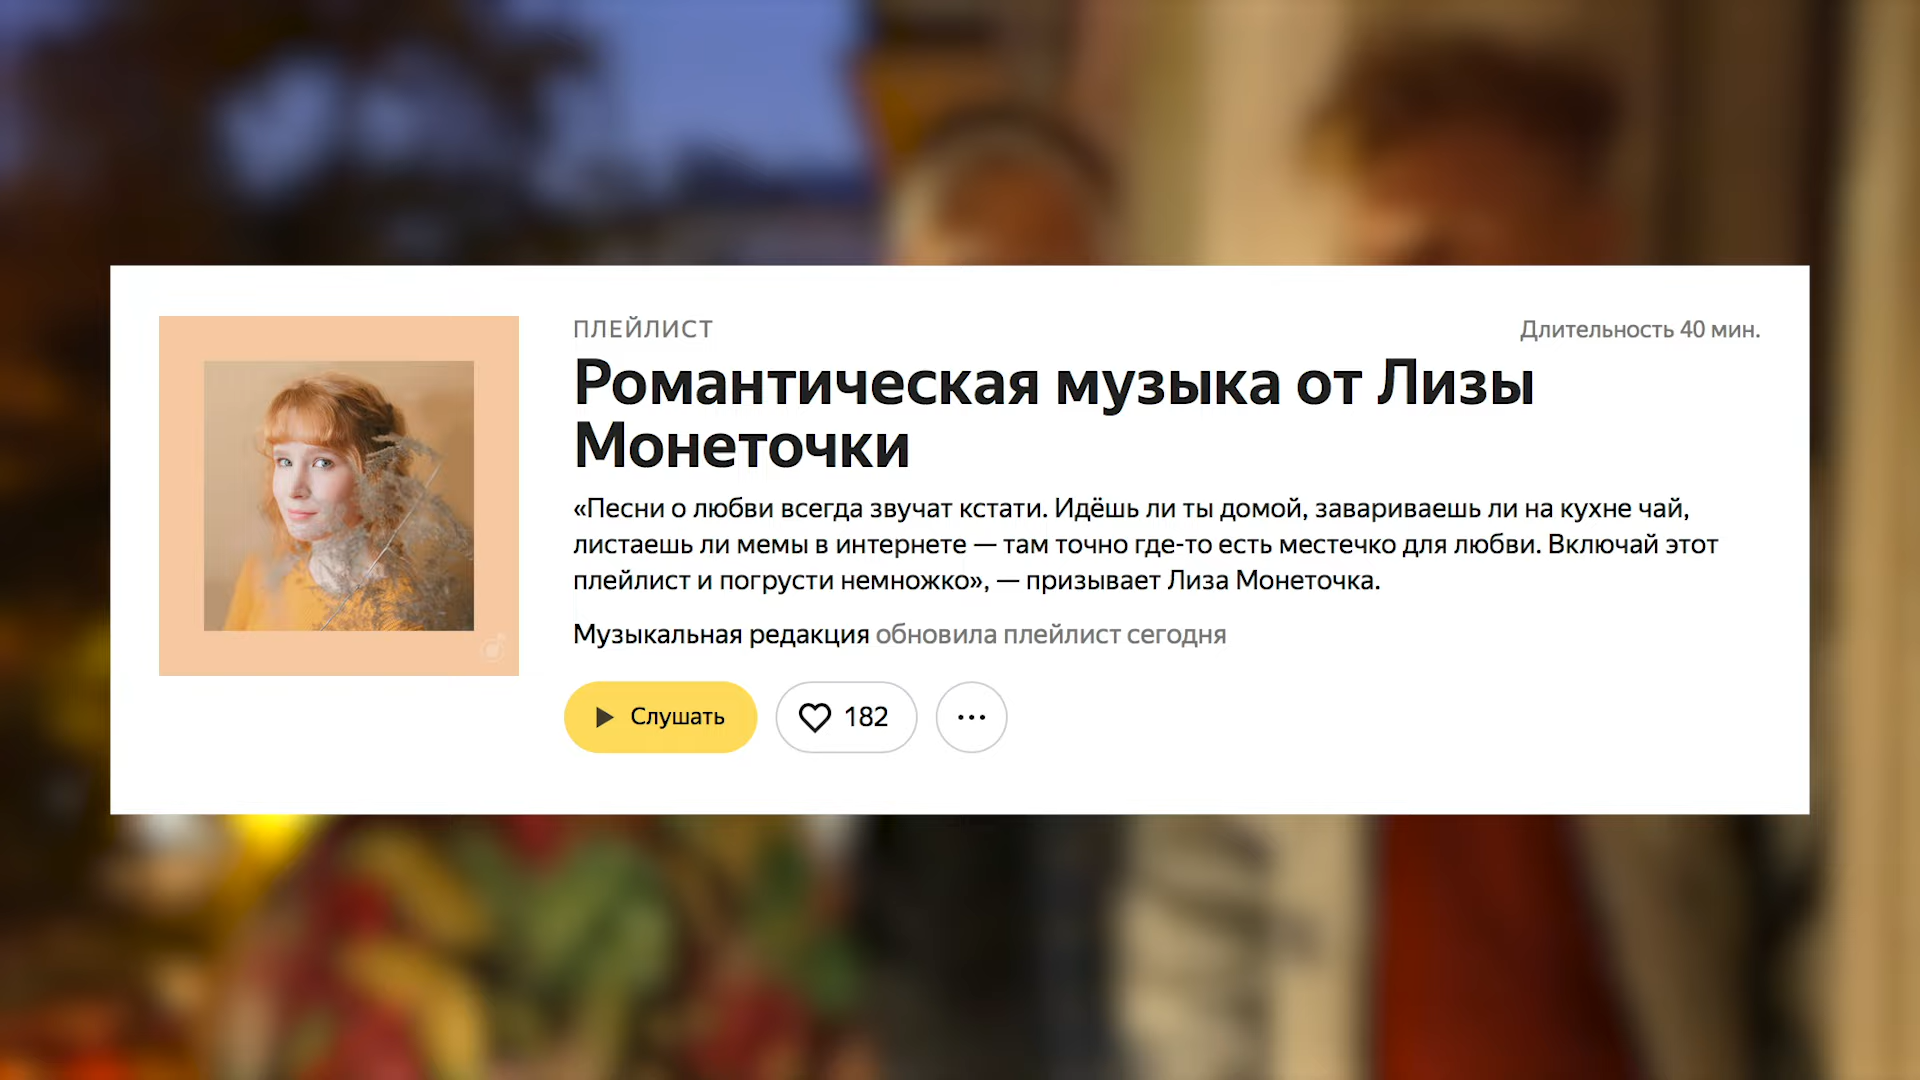 ПЛЕЙЛИСТ
Длительность 40 мин.
Романтическая музыка от Лизы
Монеточки
«Песни о любви всегда звучат кстати. Идёшь ли ты домой, завариваешь ли на кухне чай,
листаешь ли мемы в интернете — там точно где-то есть местечко для любви. Включай этот
плейлист и погрусти немножко», — призывает Лиза Монеточка.
Музыкальная редакция обновила плейлист сегодня
Слушать
182